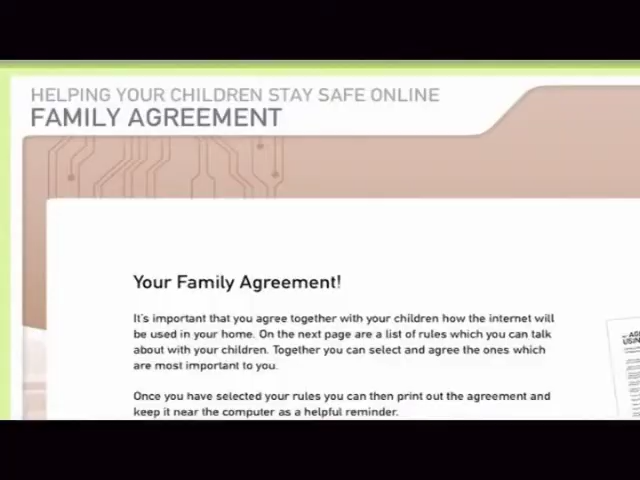 HELPING YOUR CHILDREN STAY SAFE ONLINE
FAMILY AGREEMENT
Your Family Agreement!
It's important that you agree together with your children how the internet will
be used in your home. On the next page are a list of rules which you can talk
about with your children. Together you can select and agree the ones which
are most important to you.
Once you have selected your rules you can then print out the agreement and
keep it near the computer as a helpful reminder.